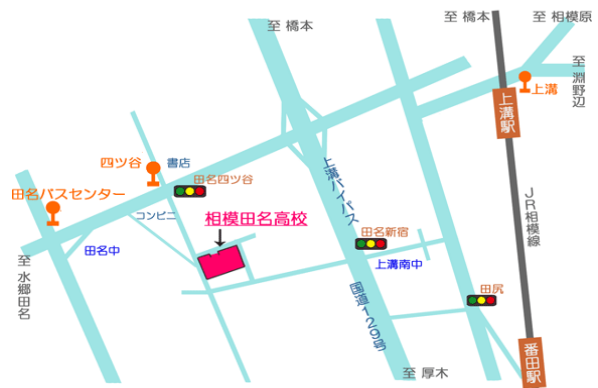 至 橋本
至 橋本
至 相模原
至 淵野辺
上溝
上溝駅
四ツ谷
書店
田名四ツ谷
上溝バイパス
田名バスセンター
コンビニ
相模田名高校
JR相模線
田名新宿
田名中
上溝南中
至 水郷田名
国道129号
田尻
番田駅
至 厚木